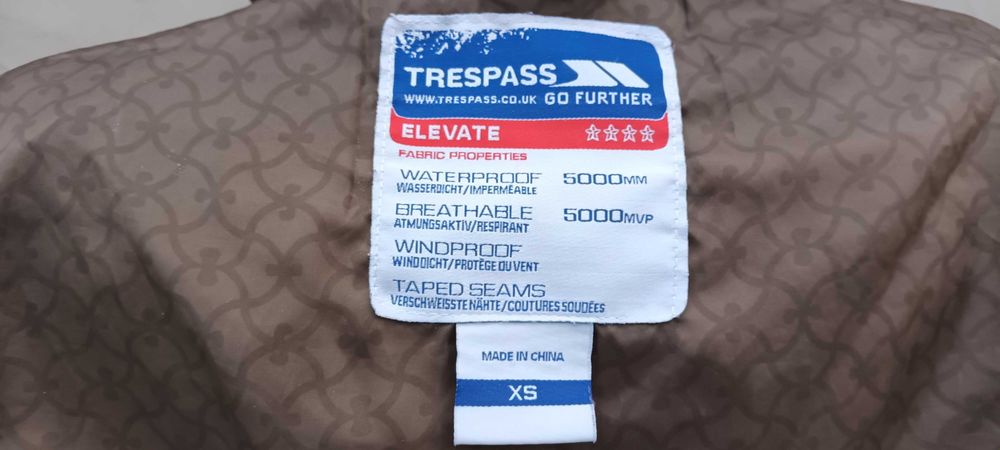 TRESPASS
WWW.TRESPASS.CO.UK GO FURTHER
ELEVATE
FABRIC PROPERTIES
WATERPROOF 5000MM
WASSERDICHT/IMPERMÉABLE
BREATHABLE 5000MVP
ATMUNGSAKTIV/RESPIRANT
WINDPROOF
WINDDICHT/PROTÈGE DU VENT
TAPED SEAMS
VERSCHWEISSTE NÄHTE/COUTURES SOUDÉES
MADE IN CHINA
XS